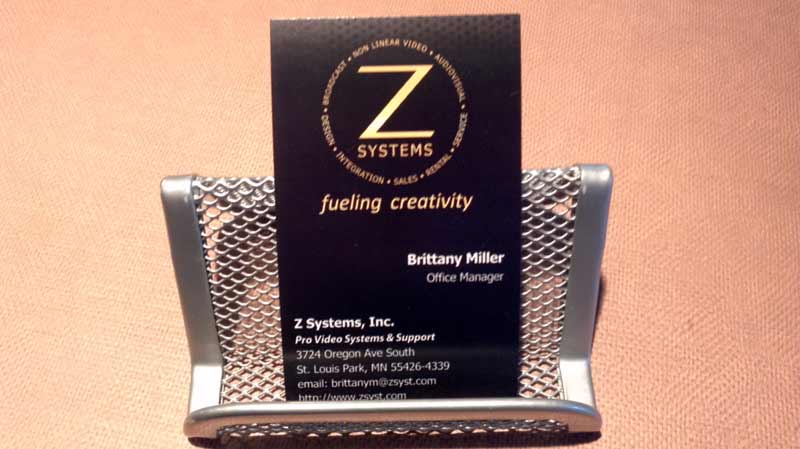 BROADCAST • NON LINEAR VIDEO • AUDIOVISUAL • SERVICE • RENTAL • SALES • INTEGRATION • DESIGN •
Z
SYSTEMS
fueling creativity
Brittany Miller
Office Manager
Z Systems, Inc.
Pro Video Systems & Support
3724 Oregon Ave South
St. Louis Park, MN 55426-4339
email: brittanym@zsyst.com
http://www.zsyst.com